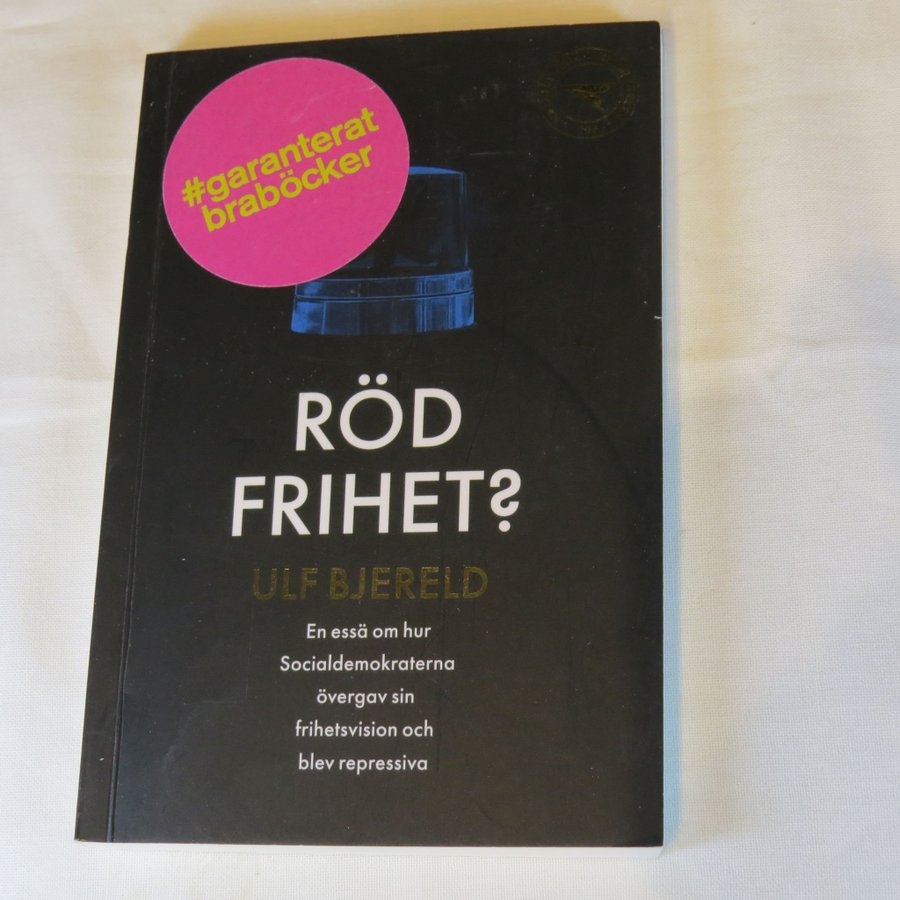 #garanterat
braböcker
RÖD
FRIHET?
ULF BJERELD
En essä om hur
Socialdemokraterna
övergav sin
frihetsvision och
blev repressiva